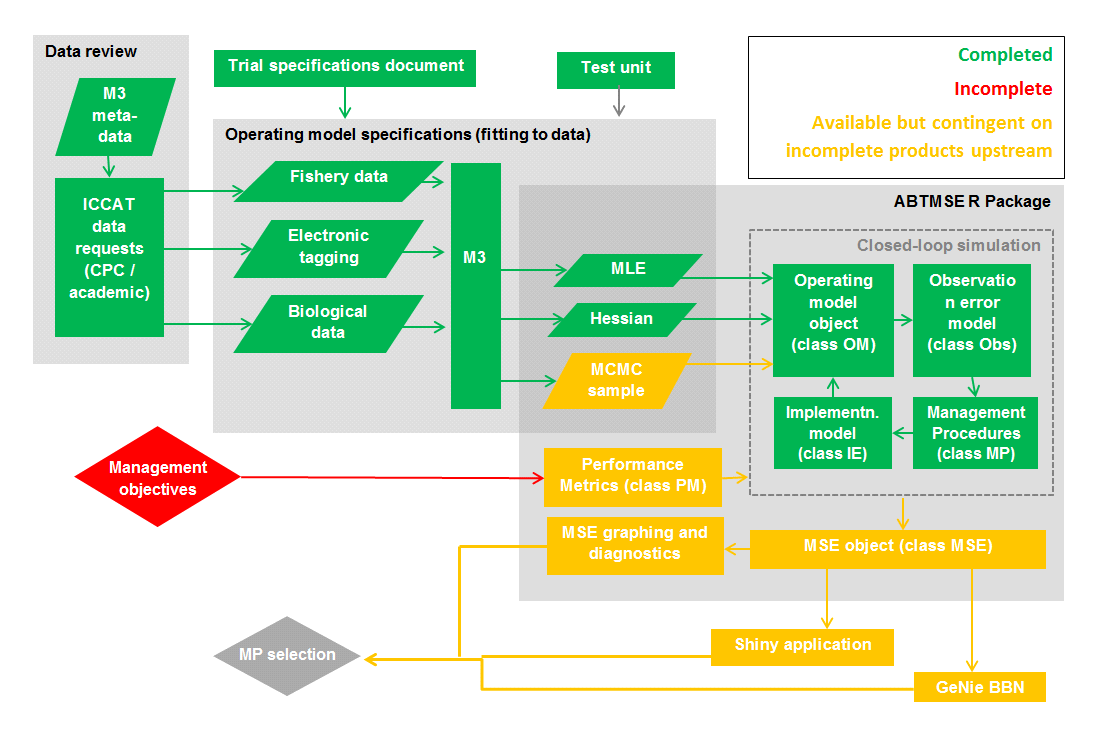 Data review
M3
meta-
data
ICCAT
data
requests
(CPC /
academic)
Trial specifications document
Test unit
Completed
Incomplete
Available but contingent on
incomplete products upstream
Operating model specifications (fitting to data)
Fishery data
Electronic
tagging
Biological
data
M3
ABTMSE R Package
MLE
Hessian
MCMC
sample
Closed-loop simulation
Operating
model
object
(class OM)
Observatio
n error
model
(class Obs)
Implementn.
model
(class IE)
Management
Procedures
(class MP)
Management
objectives
Performance
Metrics (class PM)
MSE graphing and
diagnostics
MSE object (class MSE)
MP selection
Shiny application
GeNie BBN